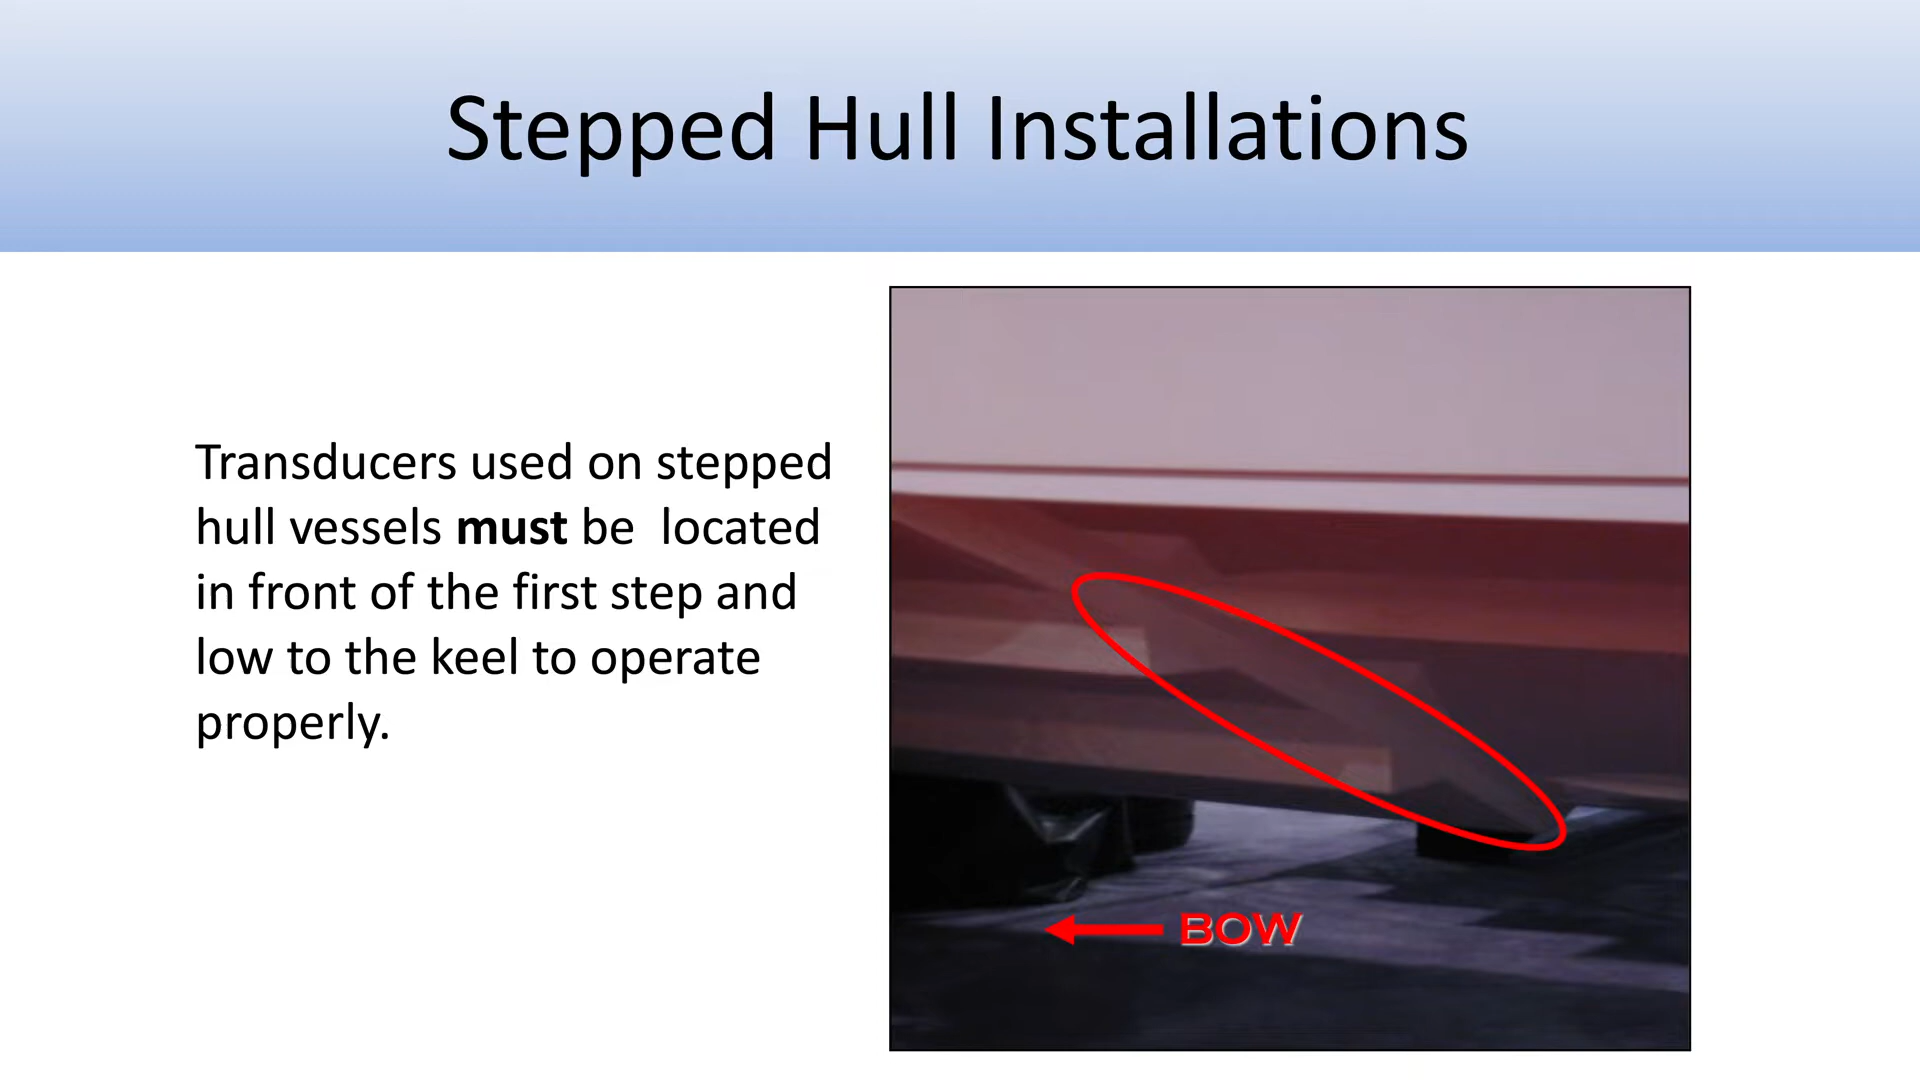 Stepped Hull Installations
Transducers used on stepped
hull vessels must be  located
in front of the first step and
low to the keel to operate
properly.
BOW